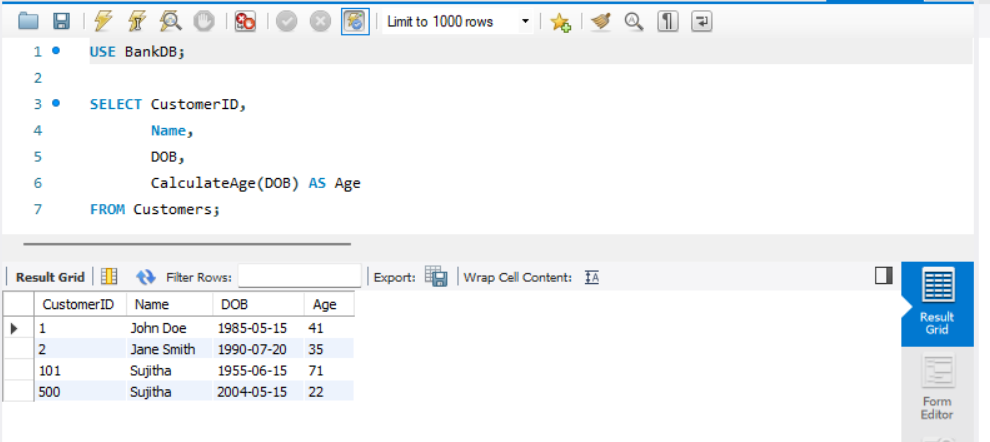 Limit to 1000 rows
1 USE BankDB;
2
3 SELECT CustomerID,
4 Name,
5 DOB,
6 CalculateAge(DOB) AS Age
7 FROM Customers;
Result Grid Filter Rows: Export: Wrap Cell Content: IA
CustomerID Name DOB Age
1 John Doe 1985-05-15 41
2 Jane Smith 1990-07-20 35
101 Sujitha 1955-06-15 71
500 Sujitha 2004-05-15 22
Result
Grid
Form
Editor